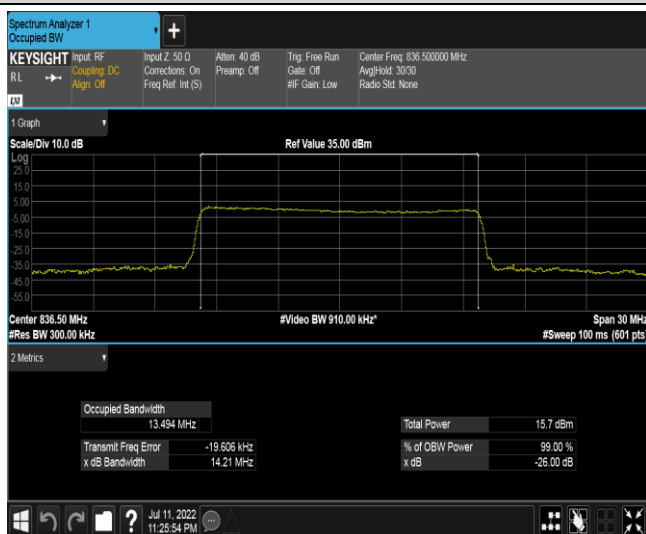 Spectrum Analyzer 1
Occupied BW
+
KEYSIGHT Input: RF Input Z: 50 Ω Atten: 40 dB Trig: Free Run Center Freq: 836.500000 MHz
R L Coupling: DC Corrections: On Preamp: Off Gate: Off Avg|Hold: 30/30
Align: Off Freq Ref: Int (S) #IF Gain: Low Radio Std: None
LXI
1 Graph
Scale/Div 10.0 dB Ref Value 35.00 dBm
Log
25.0
15.0
5.00
-5.00
-15.0
-25.0
-35.0
-45.0
-55.0
Center 836.50 MHz #Video BW 910.00 kHz* Span 30 MHz
#Res BW 300.00 kHz #Sweep 100 ms (601 pts)
2 Metrics
Occupied Bandwidth
13.494 MHz Total Power 15.7 dBm
Transmit Freq Error -19.606 kHz % of OBW Power 99.00 %
x dB Bandwidth 14.21 MHz x dB -26.00 dB
? Jul 11, 2022
11:25:54 PM